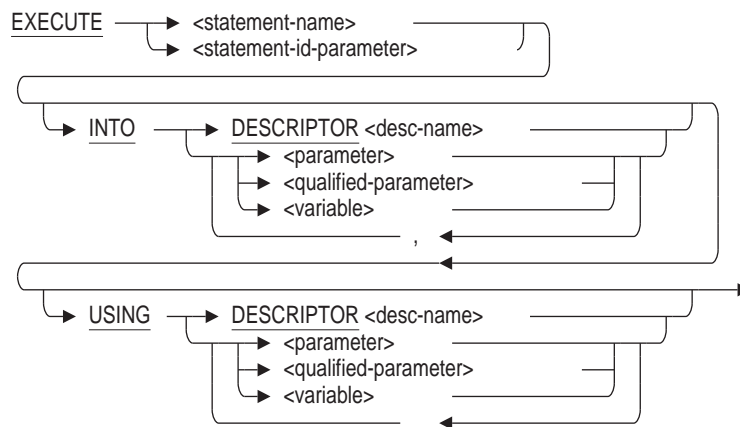 EXECUTE <statement-name>
<statement-id-parameter>
INTO DESCRIPTOR <desc-name>
<parameter>
<qualified-parameter>
<variable>
,
USING DESCRIPTOR <desc-name>
<parameter>
<qualified-parameter>
<variable>